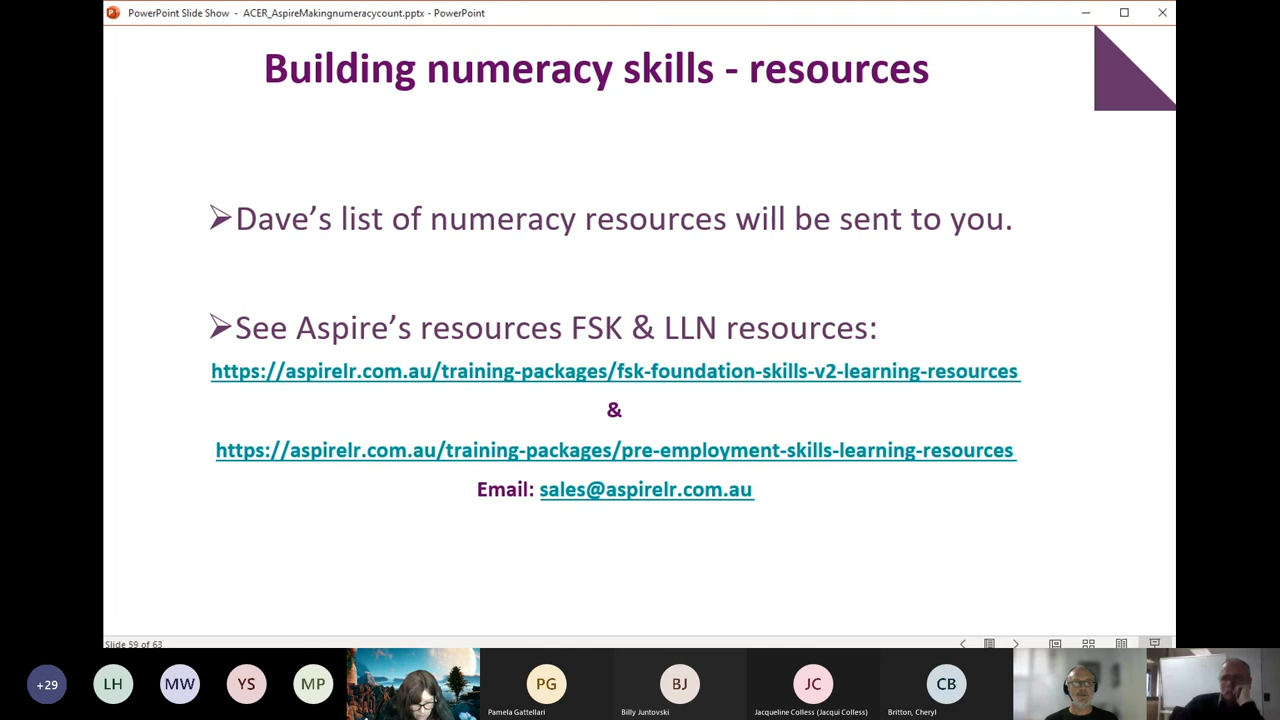 PowerPoint Slide Show - ACER_AspireMakingnumeracycount.pptx - PowerPoint
Building numeracy skills - resources
➢Dave’s list of numeracy resources will be sent to you.
➢See Aspire’s resources FSK & LLN resources:
https://aspirelr.com.au/training-packages/fsk-foundation-skills-v2-learning-resources
&
https://aspirelr.com.au/training-packages/pre-employment-skills-learning-resources
Email: sales@aspirelr.com.au
Slide 59 of 63
+29 LH MW YS MP PG BJ JC CB
Pamela Gattellari Billy Juntovski Jacqueline Colless (Jacqui Colless) Britton, Cheryl